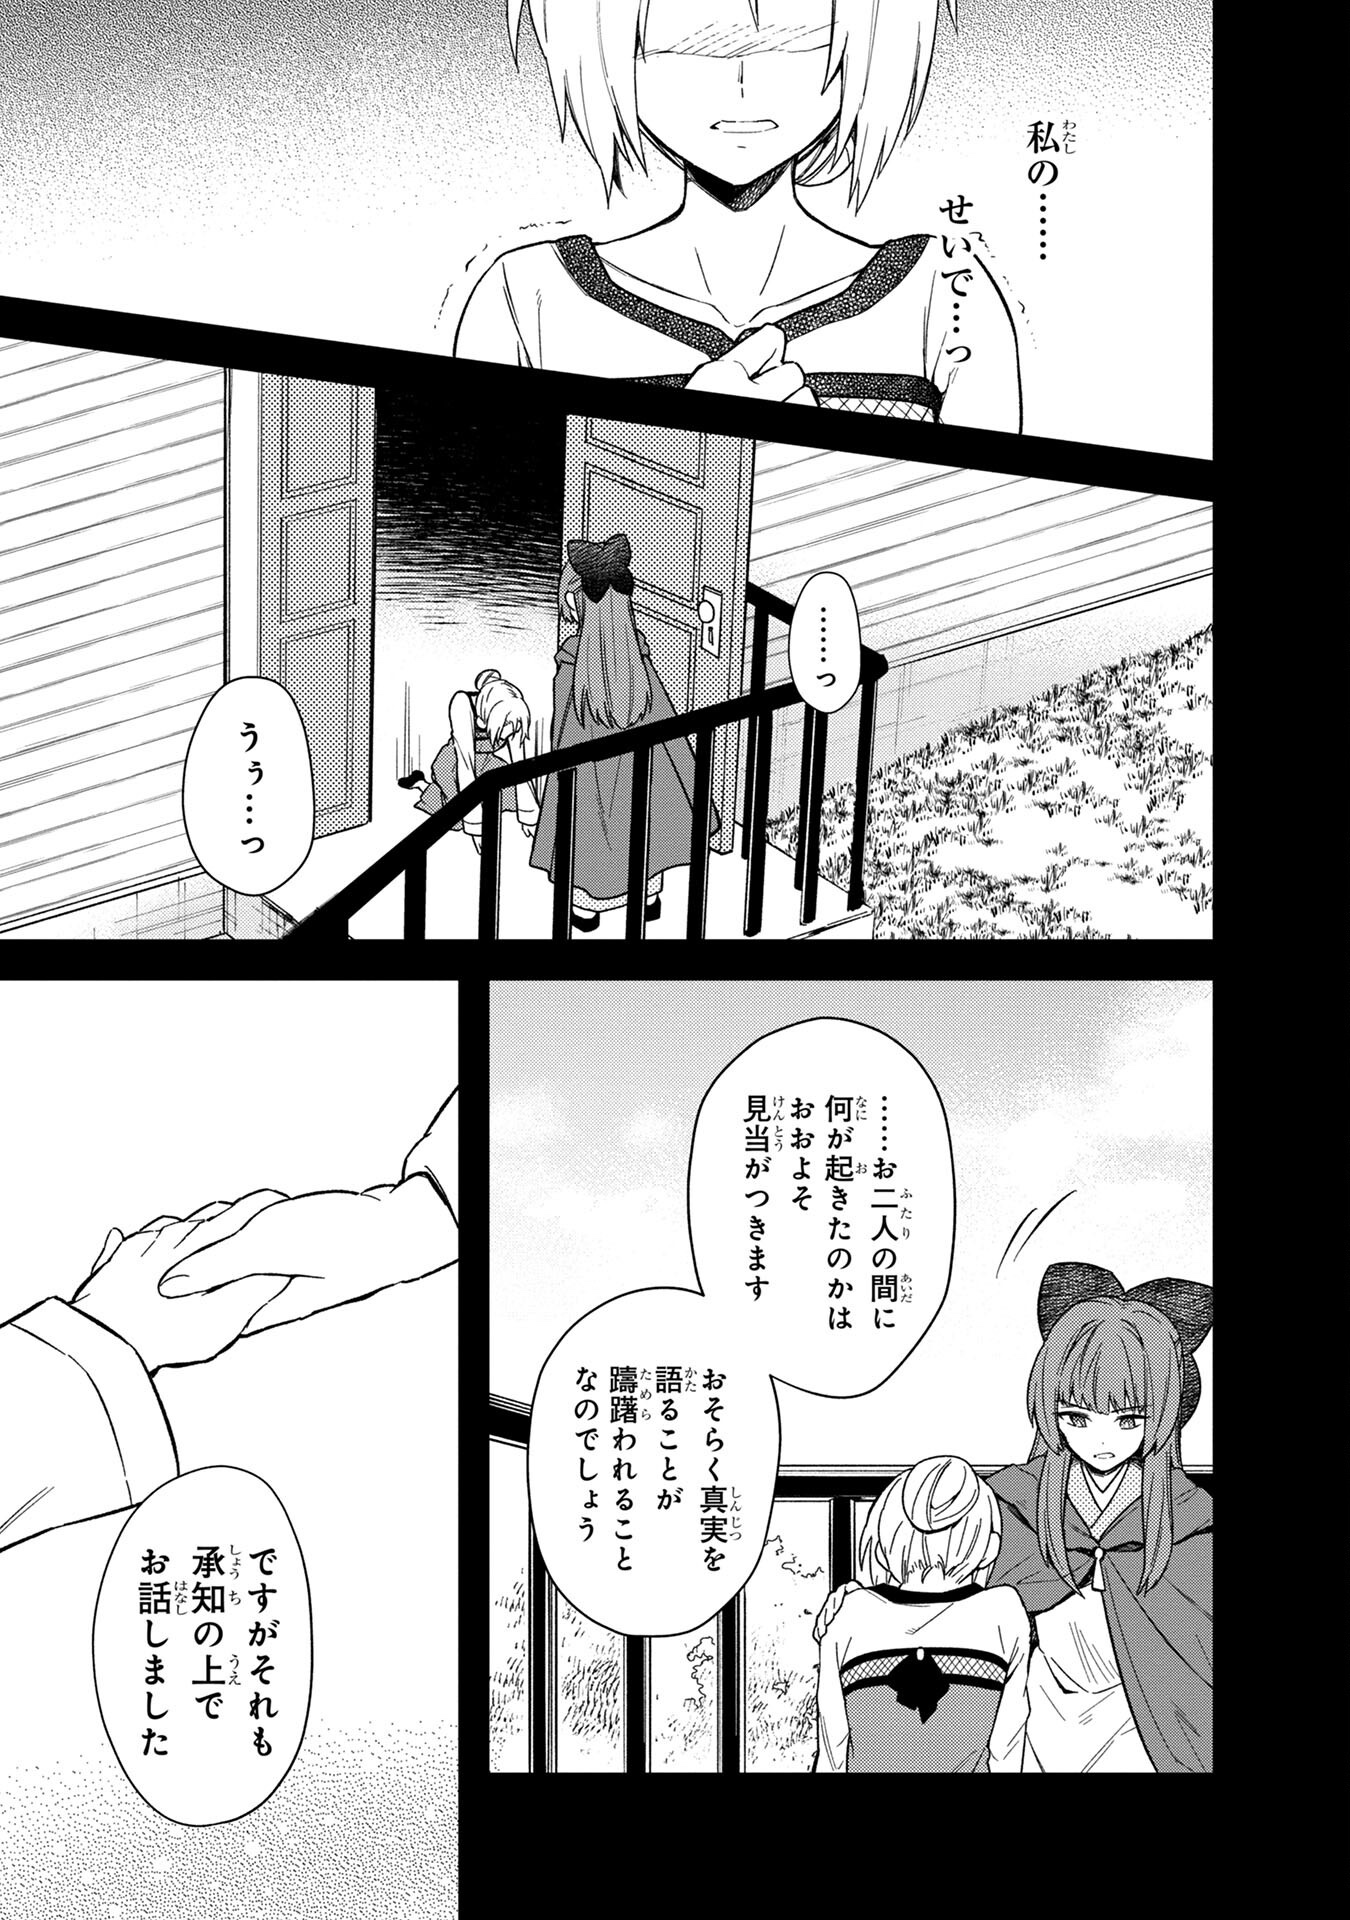 私の……
せいで…っ
……っ
うぅ…っ
……お二人の間に
何が起きたのかは
おおよそ
見当がつきます
おそらく真実を
語ることが
躊躇われること
なのでしょう
ですがそれも
承知の上で
お話しました